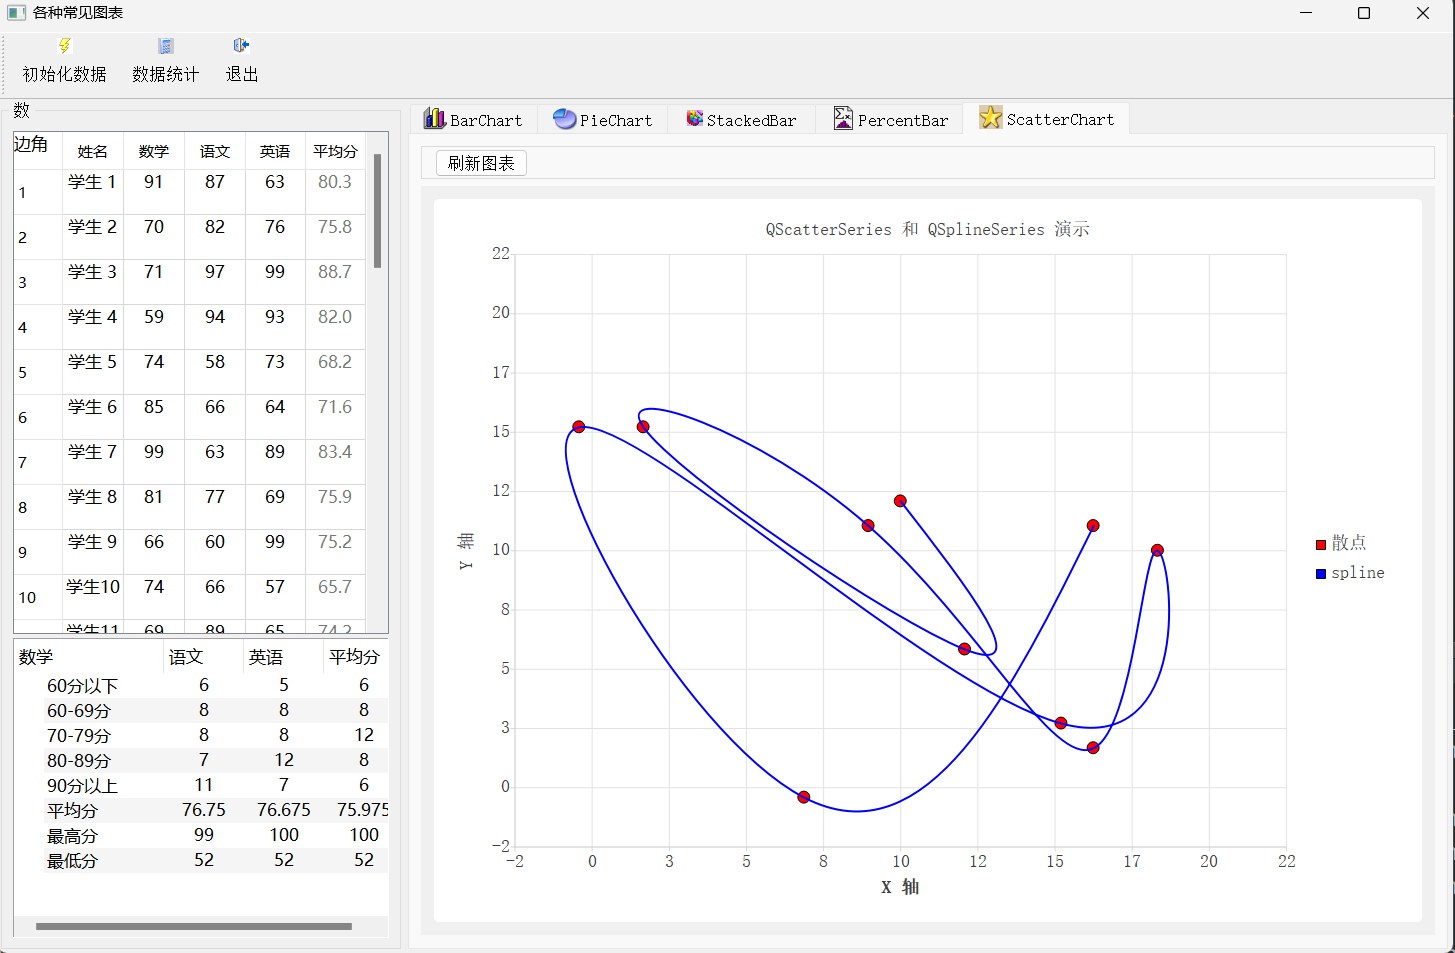 各种常见图表
初始化数据 数据统计 退出
数
边角 姓名 数学 语文 英语 平均分
1 学生 1 91 87 63 80.3
2 学生 2 70 82 76 75.8
3 学生 3 71 97 99 88.7
4 学生 4 59 94 93 82.0
5 学生 5 74 58 73 68.2
6 学生 6 85 66 64 71.6
7 学生 7 99 63 89 83.4
8 学生 8 81 77 69 75.9
9 学生 9 66 60 99 75.2
10 学生10 74 66 57 65.7
学生11 69 89 65 74.2
数学 语文 英语 平均分
60分以下 6 5 6
60-69分 8 8 8
70-79分 8 8 12
80-89分 7 12 8
90分以上 11 7 6
平均分 76.75 76.675 75.975
最高分 99 100 100
最低分 52 52 52
BarChart PieChart StackedBar PercentBar ScatterChart
刷新图表
QScatterSeries 和 QSplineSeries 演示
22
20
17
15
12
10
8
5
3
0
-2
Y 轴
-2 0 3 5 8 10 12 15 17 20 22
X 轴
散点
spline